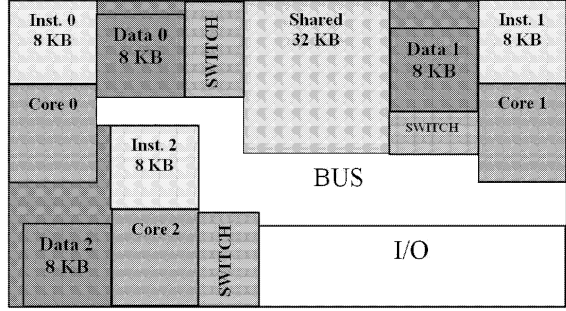 Inst. 0
8 KB
Data 0
8 KB
SWITCH
Shared
32 KB
Data 1
8 KB
Inst. 1
8 KB
Core 0
SWITCH
Core 1
Inst. 2
8 KB
BUS
Data 2
8 KB
Core 2
SWITCH
I/O